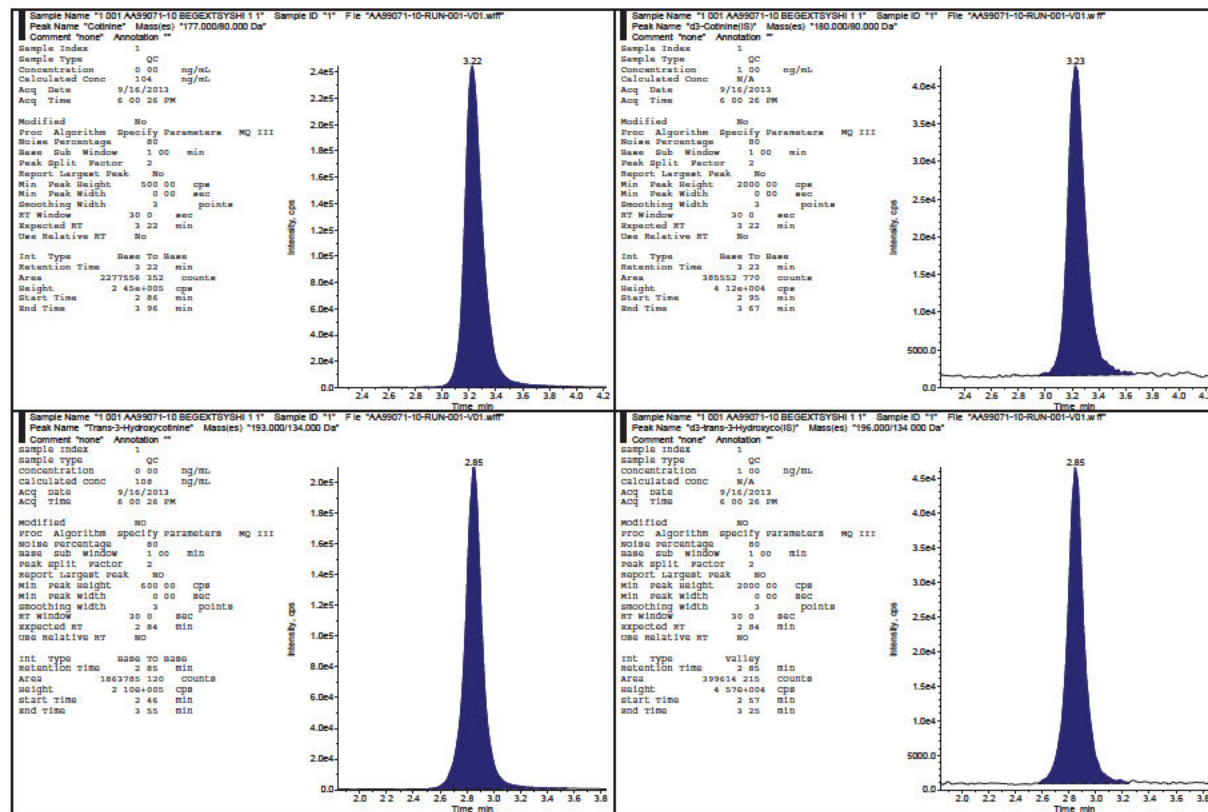 Sample Name "1 001 AA99071-10 BEGEXTSYSHI 1 1" Sample ID "1" File "AA99071-10-RUN-001-V01.wiff"
Peak Name "Cotinine" Mass(es) "177.000/80.000 Da"
Comment "none" Annotation ""
Sample Index 1
Sample Type QC
Concentration 0 00 ng/mL
Calculated Conc 104 ng/mL
Acq Date 9/16/2013
Acq Time 6 00 26 PM
Modified No
Proc Algorithm Specify Parameters MQ III
Noise Percentage 80
Base Sub Window 1 00 min
Peak Split Factor 2
Report Largest Peak No
Min Peak Height 500 00 cps
Min Peak Width 0 00 sec
Smoothing Width 3 points
RT Window 30 0 sec
Expected RT 3 22 min
Use Relative RT No
Int Type Base To Base
Retention Time 3 22 min
Area 2277556 352 counts
Height 2 45e+005 cps
Start Time 2 86 min
End Time 3 96 min
3.22
Intensity, cps
2.4e5
2.2e5
2.0e5
1.8e5
1.6e5
1.4e5
1.2e5
1.0e5
8.0e4
6.0e4
4.0e4
2.0e4
0.0
2.4 2.6 2.8 3.0 3 2 3.4 3.6 3.8 4.0 4.2
Time min
Sample Name "1 001 AA99071-10 BEGEXTSYSHI 1 1" Sample ID "1" File "AA99071-10-RUN-001-V01.wiff"
Peak Name "d3-Cotinine(IS)" Mass(es) "180.000/80.000 Da"
Comment "none" Annotation ""
Sample Index 1
Sample Type QC
Concentration 1 00 ng/mL
Calculated Conc N/A
Acq Date 9/16/2013
Acq Time 6 00 26 PM
Modified No
Proc Algorithm Specify Parameters MQ III
Noise Percentage 80
Base Sub Window 1 00 min
Peak Split Factor 2
Report Largest Peak No
Min Peak Height 2000 00 cps
Min Peak Width 0 00 sec
Smoothing Width 3 points
RT Window 30 0 sec
Expected RT 3 22 min
Use Relative RT No
Int Type Base To Base
Retention Time 3 23 min
Area 385552 770 counts
Height 4 12e+004 cps
Start Time 2 95 min
End Time 3 67 min
3.23
Intensity, cps
4.0e4
3.5e4
3.0e4
2.5e4
2.0e4
1.5e4
1.0e4
5000.0
0.0
2.4 2.6 2.8 3.0 3.2 3.4 3.6 3.8 4.0 4.2
Time min
Sample Name "1 001 AA99071-10 BEGEXTSYSHI 1 1" Sample ID "1" File "AA99071-10-RUN-001-V01.wiff"
Peak Name "Trans-3-Hydroxycotinine" Mass(es) "193.000/134.000 Da"
Comment "none" Annotation ""
Sample Index 1
Sample Type QC
Concentration 0 00 ng/mL
Calculated Conc 108 ng/mL
Acq Date 9/16/2013
Acq Time 6 00 26 PM
Modified No
Proc Algorithm Specify Parameters MQ III
Noise Percentage 80
Base Sub Window 1 00 min
Peak Split Factor 2
Report Largest Peak No
Min Peak Height 600 00 cps
Min Peak Width 0 00 sec
Smoothing Width 3 points
RT Window 30 0 sec
Expected RT 2 84 min
Use Relative RT No
Int Type Base To Base
Retention Time 2 85 min
Area 1863785 120 counts
Height 2 10e+005 cps
Start Time 2 46 min
End Time 3 55 min
2.85
Intensity, cps
2.0e5
1.8e5
1.6e5
1.4e5
1.2e5
1.0e5
8.0e4
6.0e4
4.0e4
2.0e4
0.0
2.0 2.2 2.4 2.6 2.8 3.0 3.2 3.4 3.6 3.8
Time min
Sample Name "1 001 AA99071-10 BEGEXTSYSHI 1 1" Sample ID "1" File "AA99071-10-RUN-001-V01.wiff"
Peak Name "d3-trans-3-Hydroxyco(IS)" Mass(es) "196.000/134 000 Da"
Comment "none" Annotation ""
Sample Index 1
Sample Type QC
Concentration 1 00 ng/mL
Calculated Conc N/A
Acq Date 9/16/2013
Acq Time 6 00 26 PM
Modified No
Proc Algorithm Specify Parameters MQ III
Noise Percentage 80
Base Sub Window 1 00 min
Peak Split Factor 2
Report Largest Peak No
Min Peak Height 2000 00 cps
Min Peak Width 0 00 sec
Smoothing Width 3 points
RT Window 30 0 sec
Expected RT 2 84 min
Use Relative RT No
Int Type Valley
Retention Time 2 85 min
Area 399614 215 counts
Height 4 57e+004 cps
Start Time 2 57 min
End Time 3 25 min
2.85
Intensity, cps
4.5e4
4.0e4
3.5e4
3.0e4
2.5e4
2.0e4
1.5e4
1.0e4
5000.0
0.0
2.0 2.2 2.4 2.6 2.8 3.0 3.2 3.4 3.6 3.8
Time min